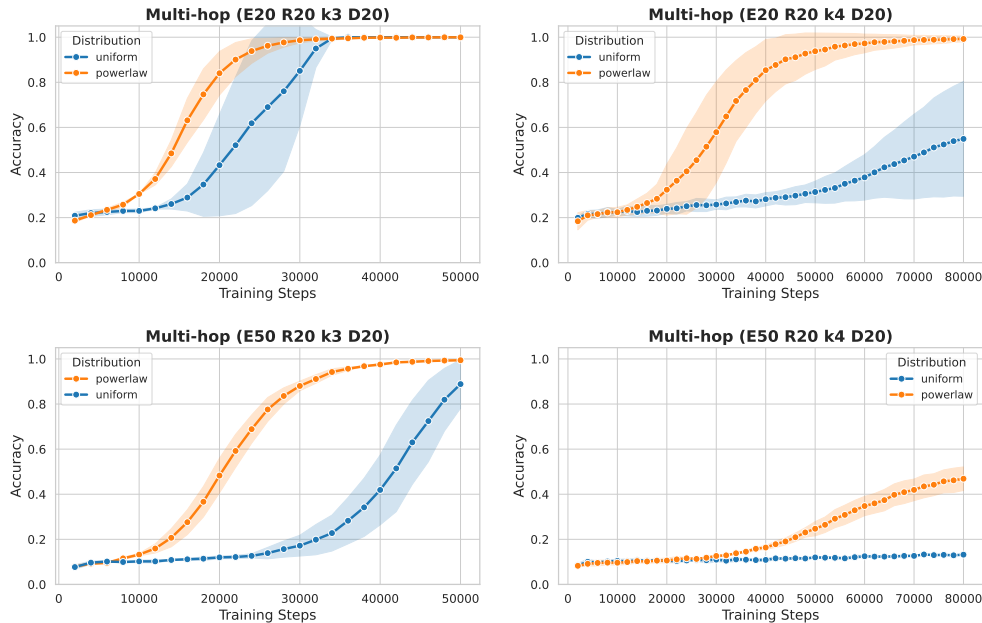 Multi-hop (E20 R20 k3 D20)
Accuracy
1.0
0.8
0.6
0.4
0.2
0.0
Distribution
uniform
powerlaw
0 10000 20000 30000 40000 50000
Training Steps
Multi-hop (E20 R20 k4 D20)
Accuracy
1.0
0.8
0.6
0.4
0.2
0.0
Distribution
uniform
powerlaw
0 10000 20000 30000 40000 50000 60000 70000 80000
Training Steps
Multi-hop (E50 R20 k3 D20)
Accuracy
1.0
0.8
0.6
0.4
0.2
0.0
Distribution
powerlaw
uniform
0 10000 20000 30000 40000 50000
Training Steps
Multi-hop (E50 R20 k4 D20)
Accuracy
1.0
0.8
0.6
0.4
0.2
0.0
Distribution
uniform
powerlaw
0 10000 20000 30000 40000 50000 60000 70000 80000
Training Steps